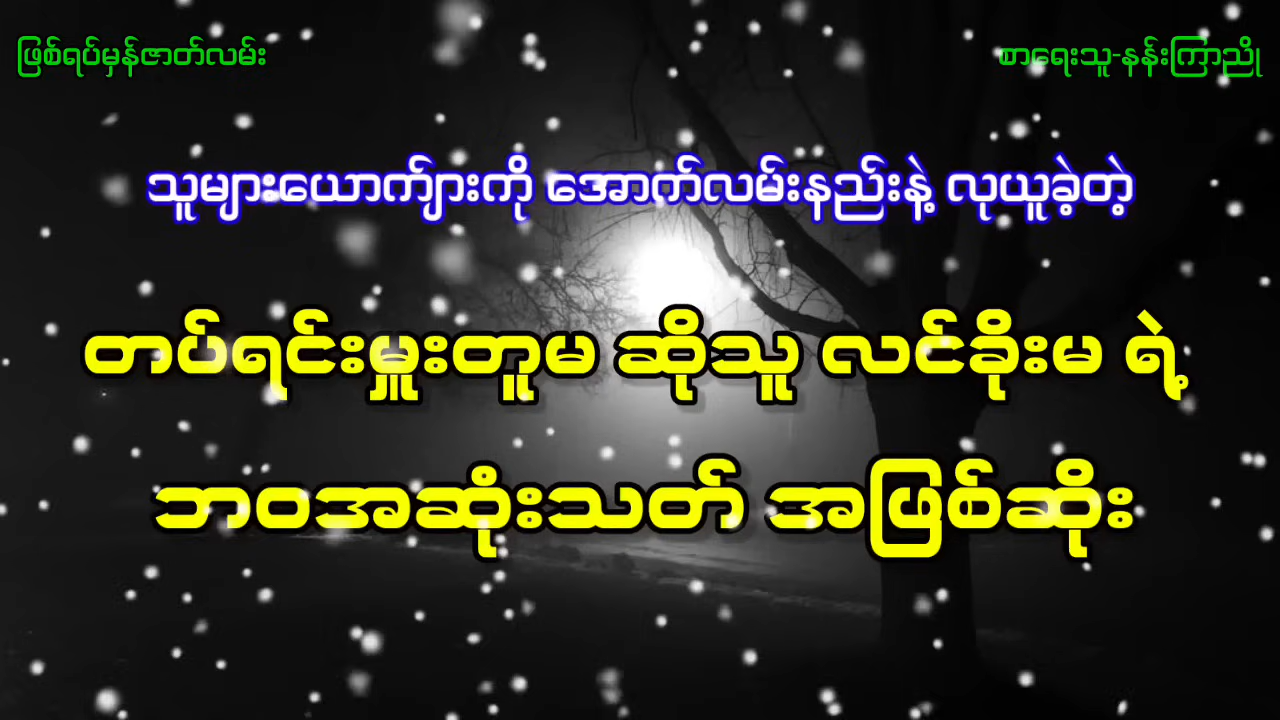 ဖြစ်ရပ်မှန်ဇာတ်လမ်း
စာရေးသူ-နန်းကြာညို
သူများယောက်ျားကို အောက်လမ်းနည်းနဲ့ လုယူခဲ့တဲ့
တပ်ရင်းမှူးတူမ ဆိုသူ လင်ခိုးမ ရဲ့
ဘဝအဆုံးသတ် အဖြစ်ဆိုး